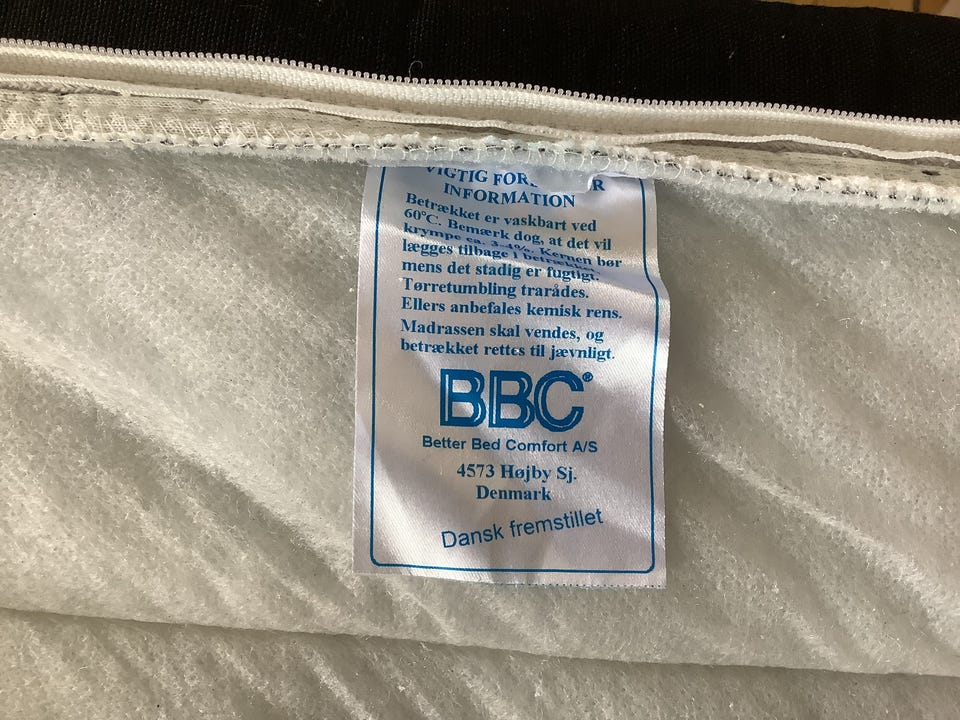 VIGTIG
INFORMATION
Betrækket er vaskbart ved
60°C. Bemærk dog, at det vil
krympe ca. 3-4%. Kernen bør
lægges tilbage i betrækket,
mens det stadig er fugtigt.
Tørretumbling trarådes.
Ellers anbefales kemisk rens.
Madrassen skal vendes, og
betrækket rettes til jævnligt.
BBC®
Better Bed Comfort A/S
4573 Højby Sj.
Denmark
Dansk fremstillet